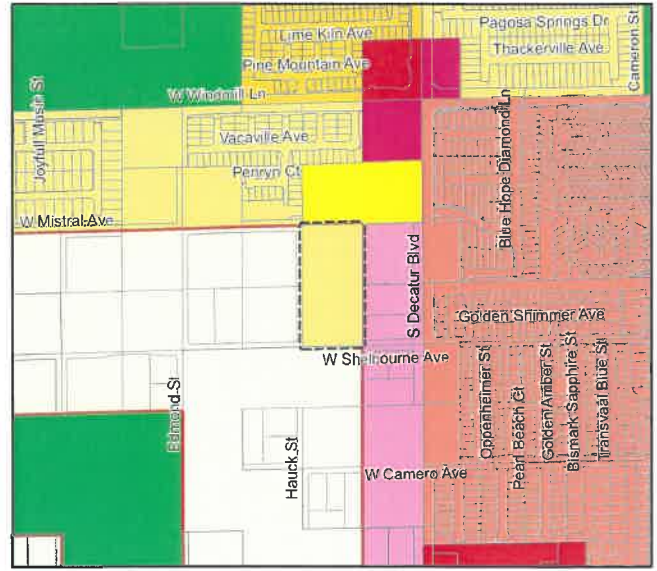 Lime Kiln Ave
Pagosa Springs Dr
Thackerville Ave
Cameron St
Pine Mountain Ave
W Windmill Ln
Joyfull Music St
Vacaville Ave
Blue Hope Diamond Ln
Penryn Ct
W Mistral Av
S Decatur Blvd
Golden Shimmer Ave
W Shelbourne Ave
Edmond St
Oppenheimer St
Pearl Beach Ct
Golden Amber St
Bismark Sapphire St
Transvaal Blue St
Hauck St
W Camero Ave